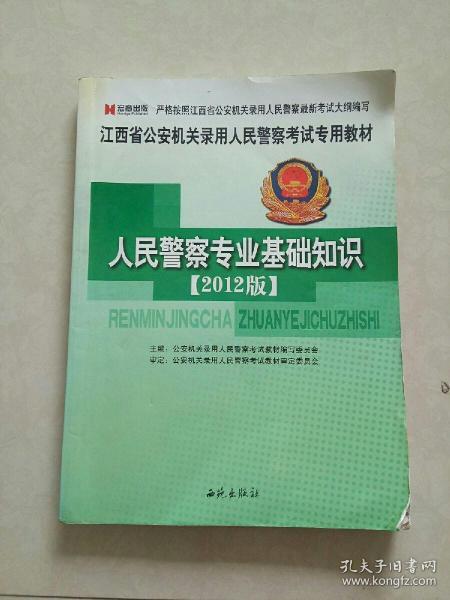 宏章出版 严格按照江西省公安机关录用人民警察最新考试大纲编写
江西省公安机关录用人民警察考试专用教材
人民警察专业基础知识
【2012版】
RENMINJINGCHA ZHUANYEJICHUZHISHI
主编：公安机关录用人民警察考试教材编写委员会
审定：公安机关录用人民警察考试教材审定委员会
西苑出版社
孔夫子旧书网
www.kongfz.com